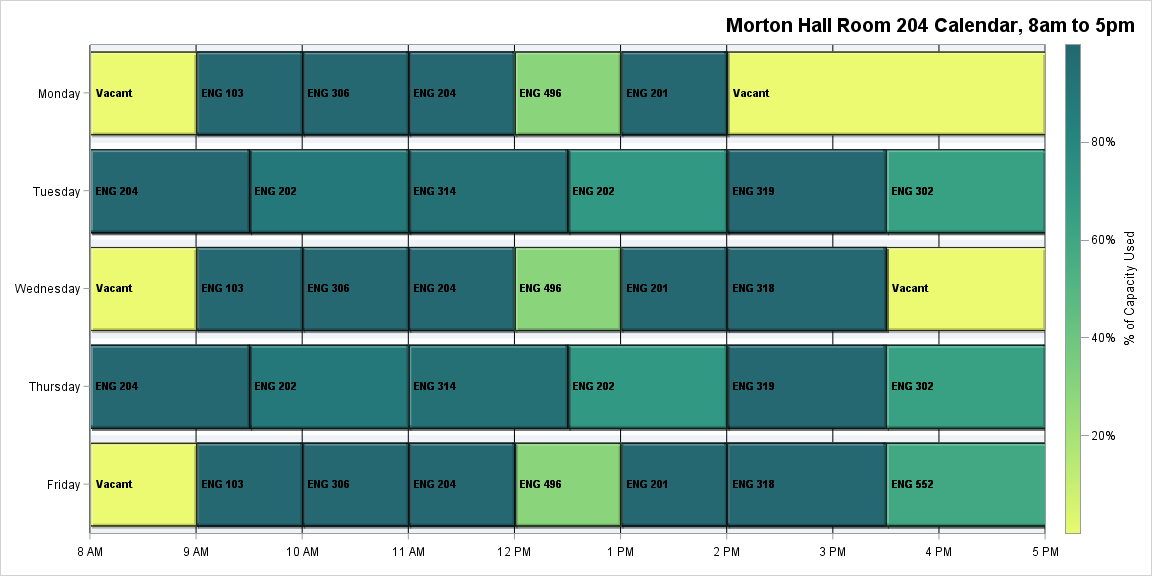 Morton Hall Room 204 Calendar, 8am to 5pm
Monday
Vacant
ENG 103
ENG 306
ENG 204
ENG 496
ENG 201
Vacant
Tuesday
ENG 204
ENG 202
ENG 314
ENG 202
ENG 319
ENG 302
Wednesday
Vacant
ENG 103
ENG 306
ENG 204
ENG 496
ENG 201
ENG 318
Vacant
Thursday
ENG 204
ENG 202
ENG 314
ENG 202
ENG 319
ENG 302
Friday
Vacant
ENG 103
ENG 306
ENG 204
ENG 496
ENG 201
ENG 318
ENG 552
8 AM
9 AM
10 AM
11 AM
12 PM
1 PM
2 PM
3 PM
4 PM
5 PM
80%
60%
40%
20%
% of Capacity Used